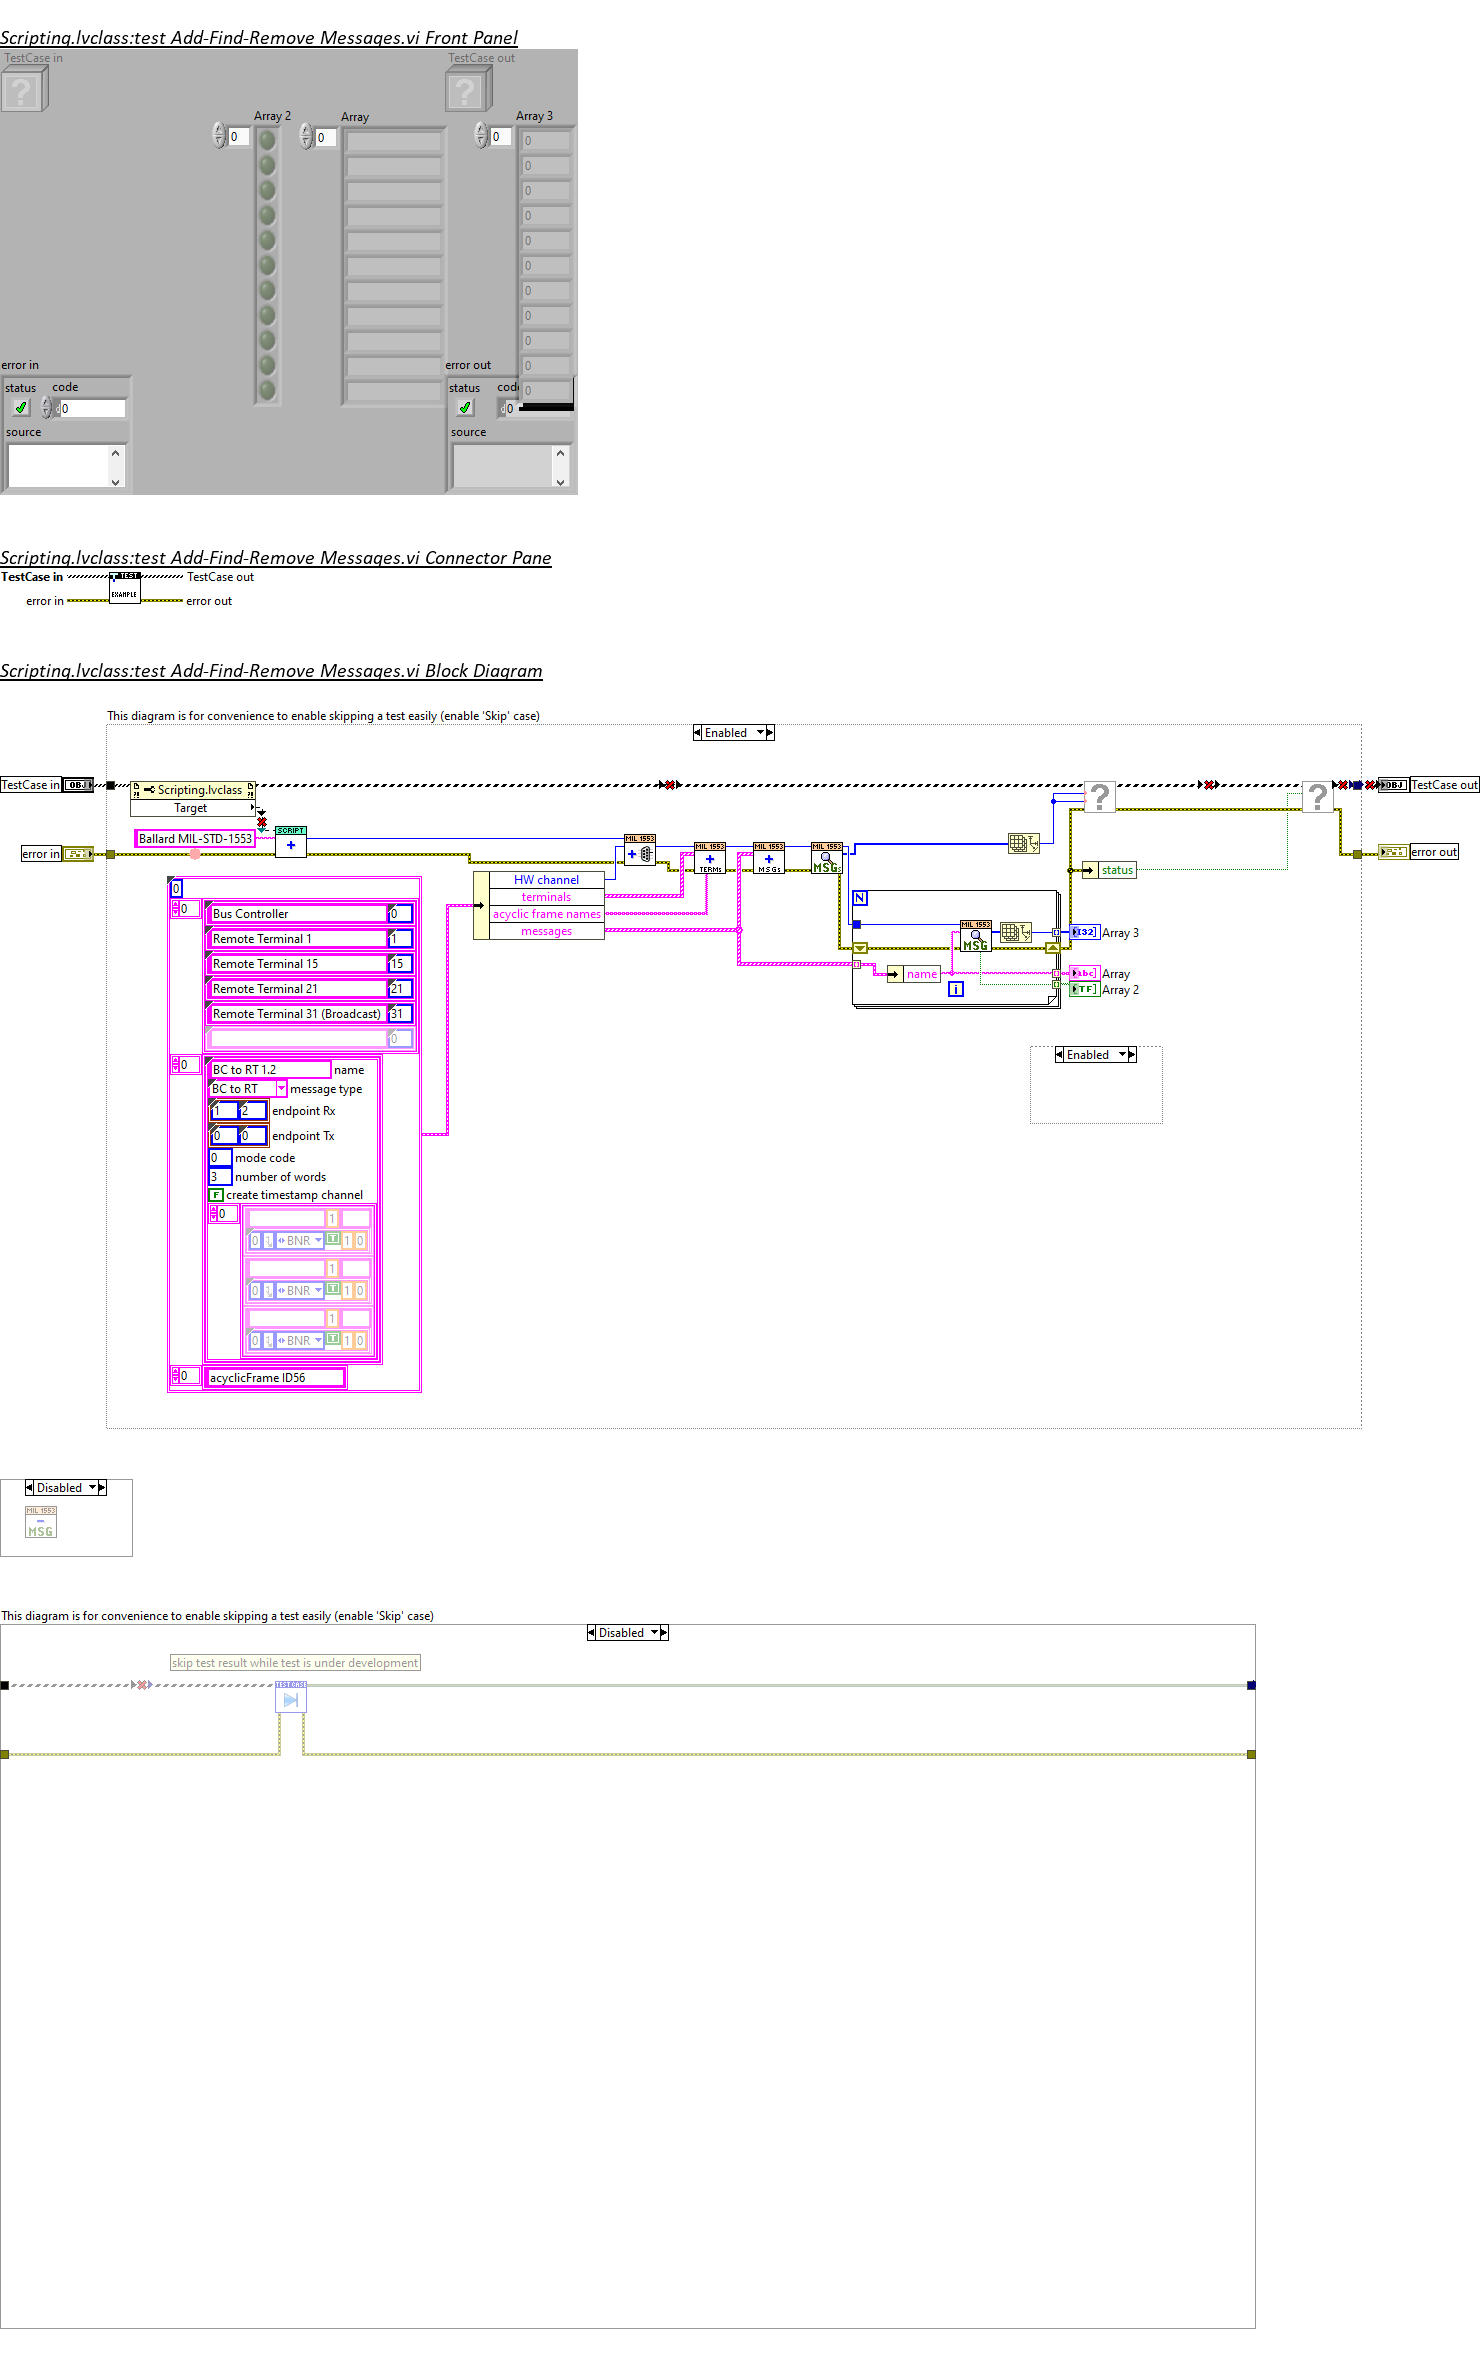 Scripting.lvclass:test Add-Find-Remove Messages.vi Front Panel
TestCase in
TestCase out
Array 2
Array
Array 3
0
0
0
0
0
0
0
0
0
0
0
0
0
0
error in
error out
status
code
status
code
d0
d0
source
source
Scripting.lvclass:test Add-Find-Remove Messages.vi Connector Pane
TestCase in
TEST
TestCase out
EXAMPLE
error in
error out
Scripting.lvclass:test Add-Find-Remove Messages.vi Block Diagram
This diagram is for convenience to enable skipping a test easily (enable 'Skip' case)
Enabled
TestCase in
OBJ
Scripting.lvclass
Target
OBJ
TestCase out
Ballard MIL-STD-1553
SCRIPT
error in
MIL 1553
MIL 1553
TERMs
MIL 1553
MSGs
MIL 1553
MSGs
status
error out
HW channel
terminals
acyclic frame names
messages
0
0
Bus Controller
0
Remote Terminal 1
1
Remote Terminal 15
15
Remote Terminal 21
21
Remote Terminal 31 (Broadcast)
31
0
N
MIL 1553
MSG
name
i
I32
Array 3
abc
Array
TF
Array 2
Enabled
0
BC to RT 1.2
name
BC to RT
message type
1
2
endpoint Rx
0
0
endpoint Tx
0
mode code
3
number of words
F
create timestamp channel
0
1
0
BNR
T
1
0
1
0
BNR
T
1
0
1
0
BNR
T
1
0
0
acyclicFrame ID56
Disabled
MIL 1553
MSG
This diagram is for convenience to enable skipping a test easily (enable 'Skip' case)
Disabled
skip test result while test is under development
TEST CASE